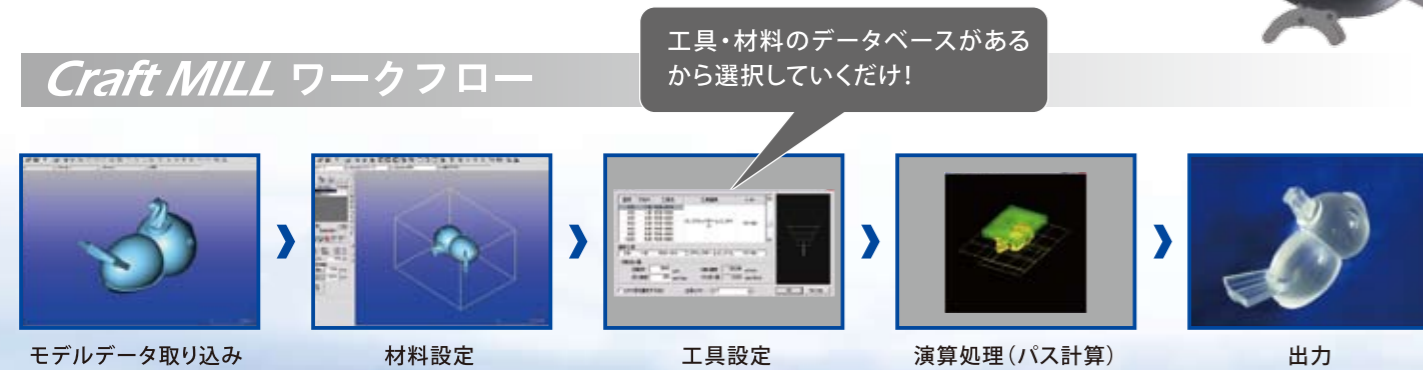 工具・材料のデータベースがある
から選択していくだけ!
Craft MILL ワークフロー
モデルデータ取り込み
材料設定
工具設定
演算処理(パス計算)
出力